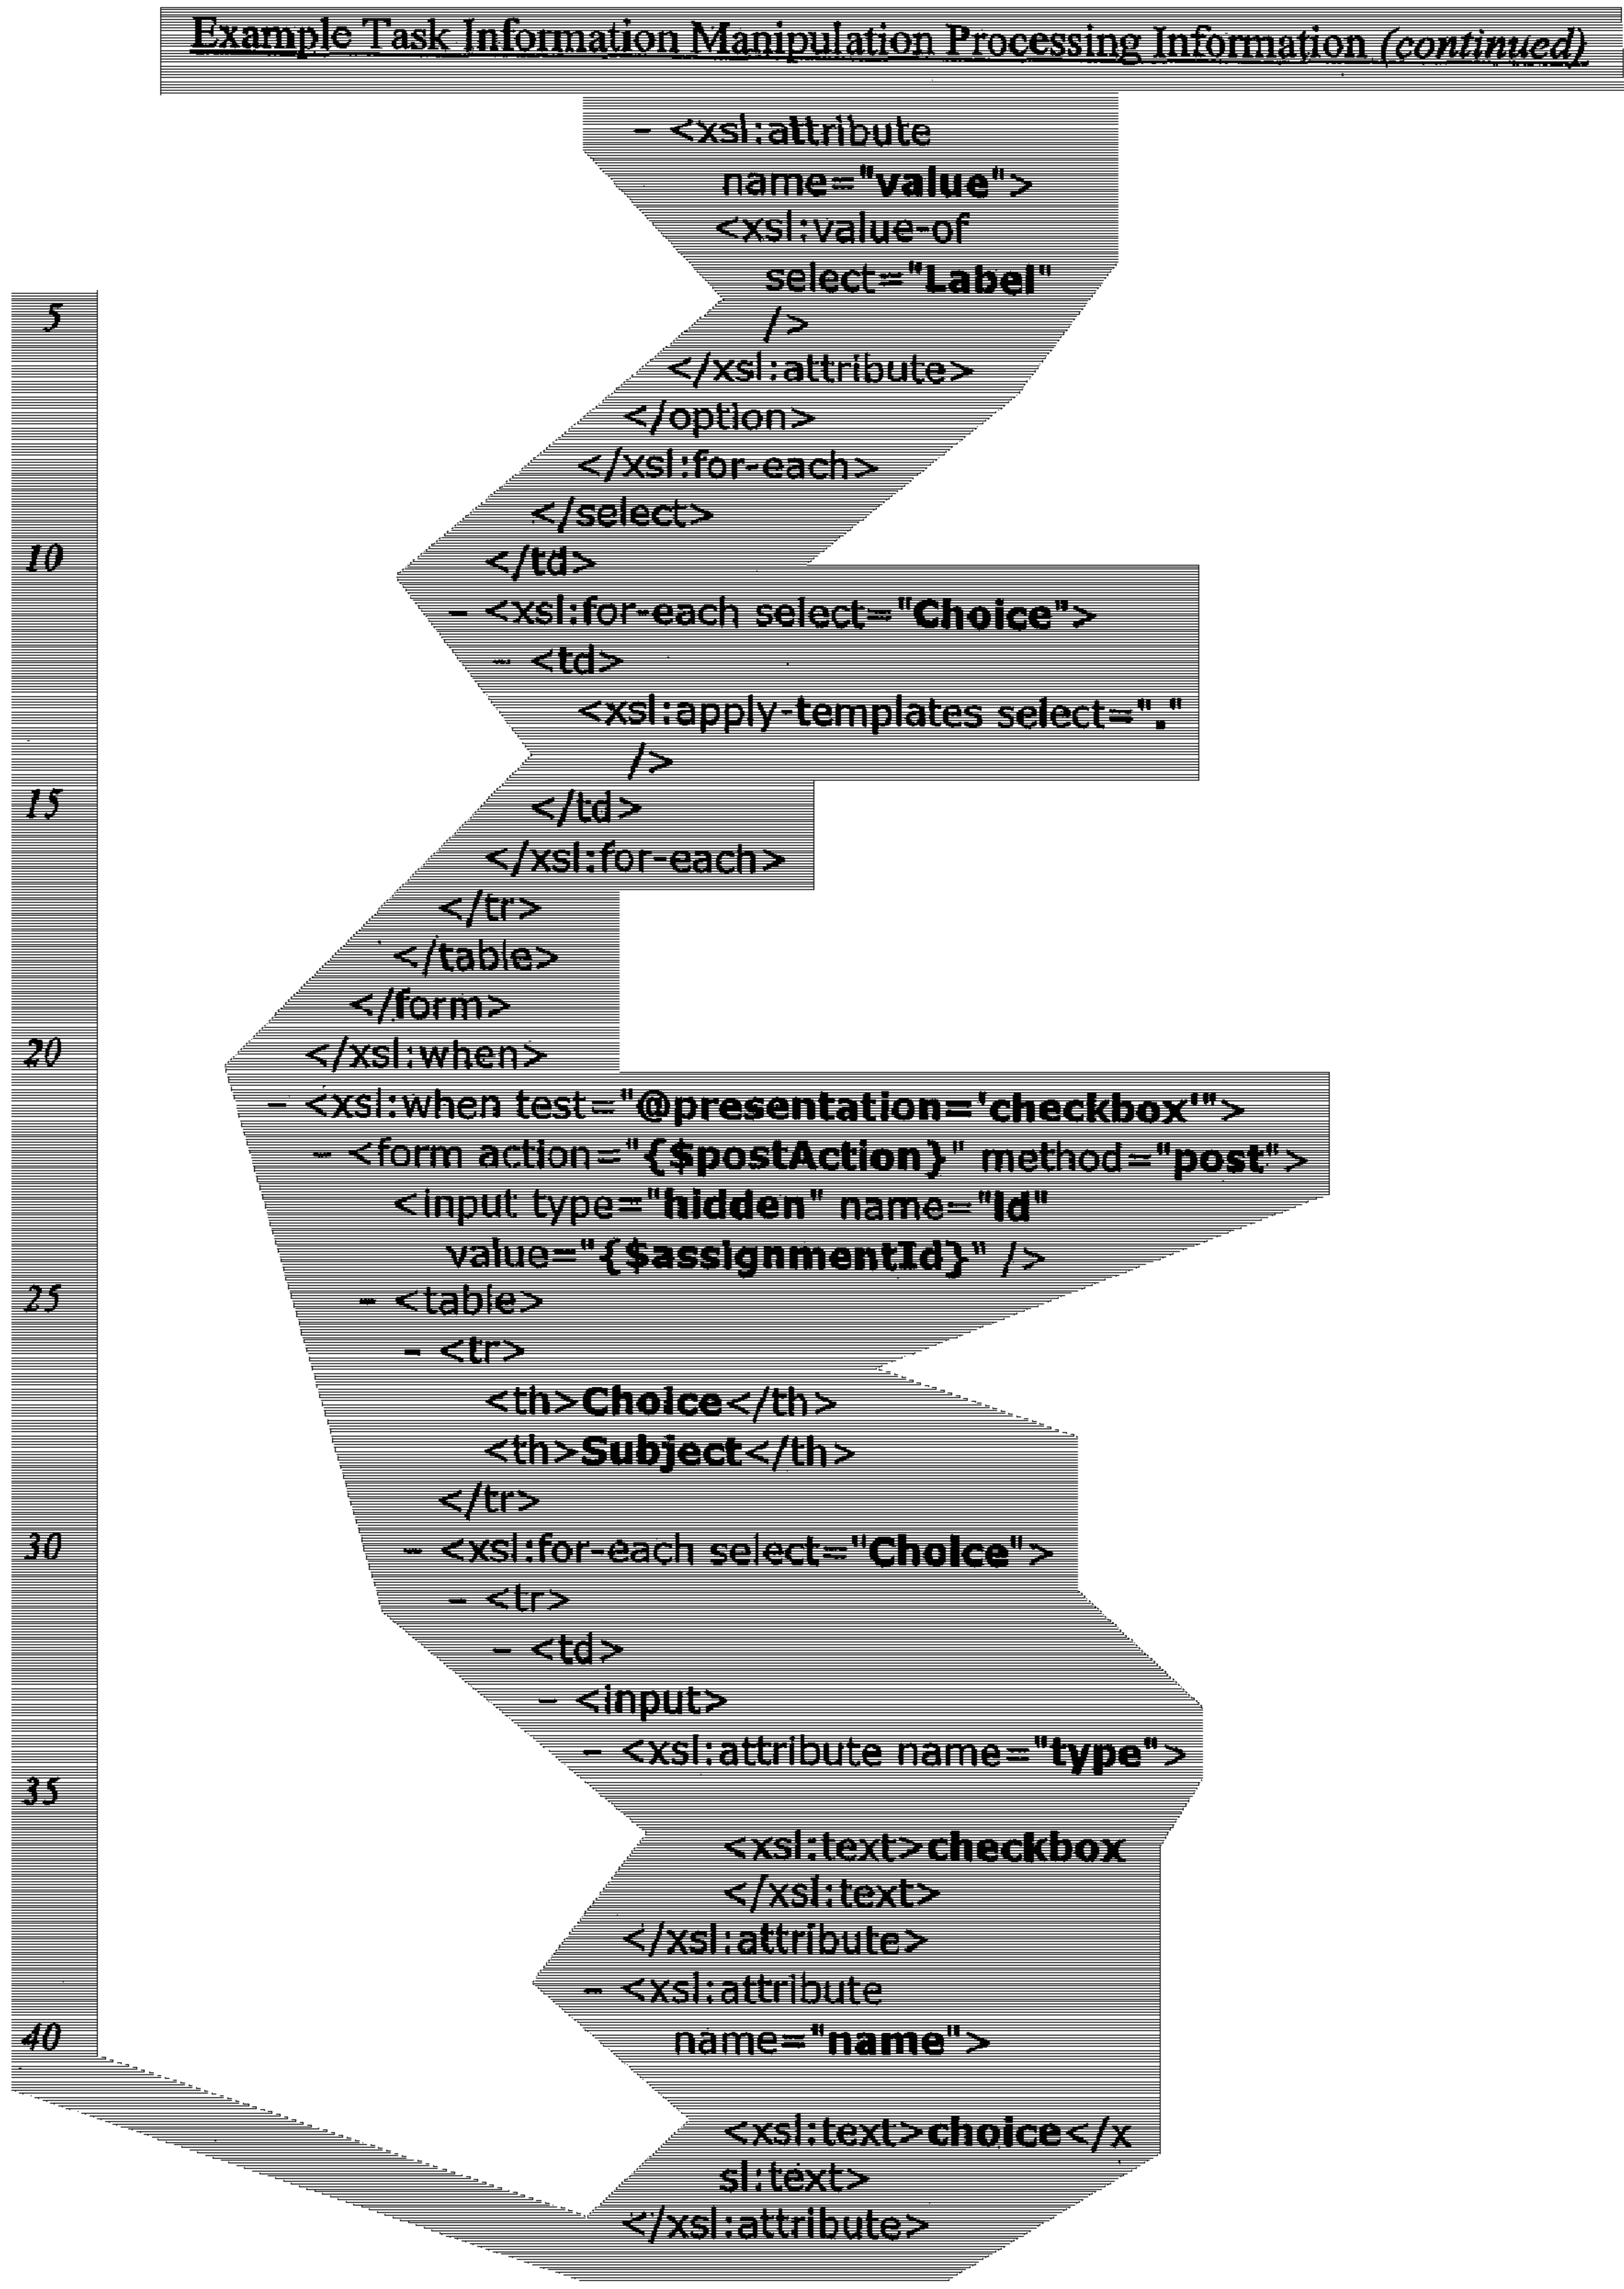 Example Task Information Manipulation Processing Information (continued)
- <xsl:attribute
name="value">
<xsl:value-of
select="Label"
5 />
</xsl:attribute>
</option>
</xsl:for-each>
</select>
10 </td>
- <xsl:for-each select="Choice">
- <td>
<xsl:apply-templates select="."
/>
15 </td>
</xsl:for-each>
</tr>
</table>
</form>
20 </xsl:when>
- <xsl:when test="@presentation='checkbox'">
- <form action="{$postAction}" method="post">
<input type="hidden" name="Id"
value="{$assignmentId}" />
25 - <table>
- <tr>
<th>Choice</th>
<th>Subject</th>
</tr>
30 - <xsl:for-each select="Choice">
- <tr>
- <td>
- <input>
- <xsl:attribute name="type">
35
<xsl:text>checkbox
</xsl:text>
</xsl:attribute>
- <xsl:attribute
40 name="name">
<xsl:text>choice</x
sl:text>
</xsl:attribute>